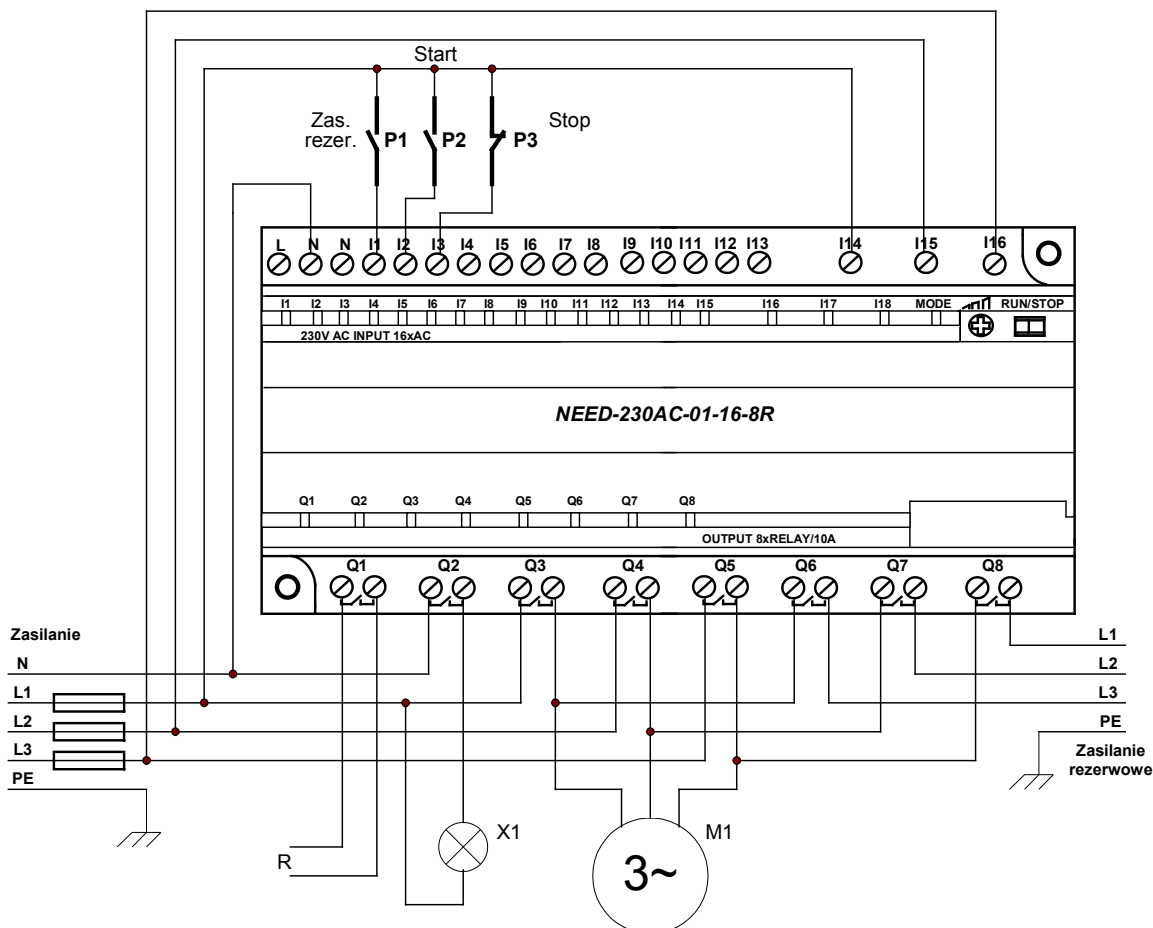 Start
Zas.
rezer.
P1
P2
P3
Stop
L N N I1 I2 I3 I4 I5 I6 I7 I8 I9 I10 I11 I12 I13 I14 I15 I16
I1 I2 I3 I4 I5 I6 I7 I8 I9 I10 I11 I12 I13 I14 I15 I16 I17 I18 MODE RUN/STOP
230V AC INPUT 16xAC
NEED-230AC-01-16-8R
Q1 Q2 Q3 Q4 Q5 Q6 Q7 Q8
OUTPUT 8xRELAY/10A
Q1 Q2 Q3 Q4 Q5 Q6 Q7 Q8
Zasilanie
N
L1
L2
L3
PE
L1
L2
L3
PE
Zasilanie
rezerwowe
R
X1
M1
3~